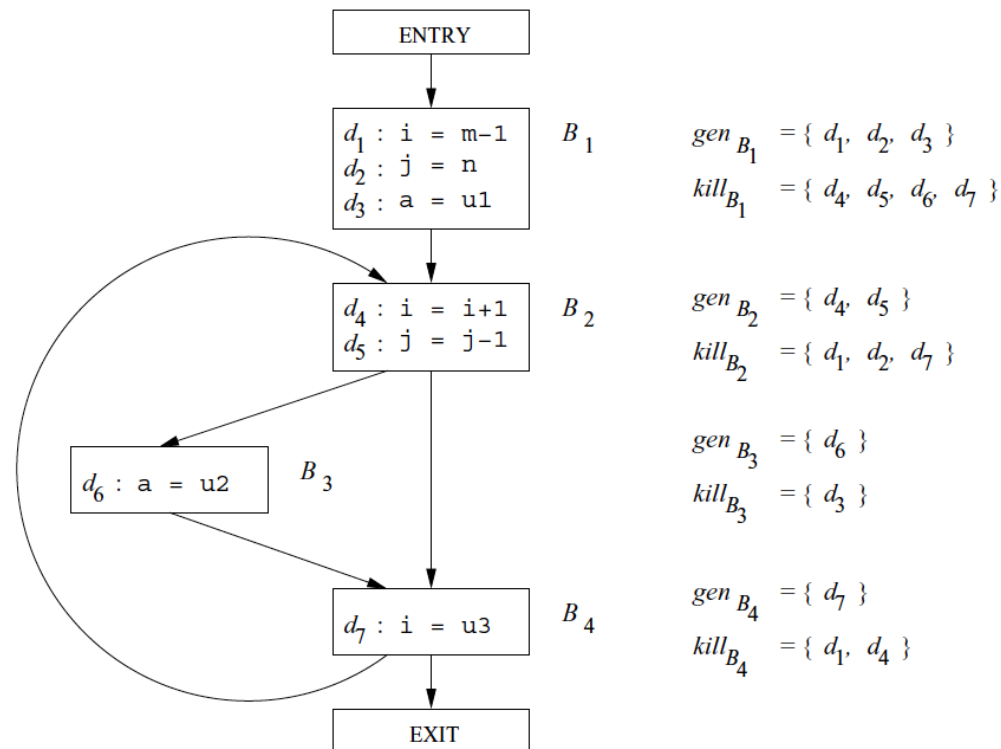 ENTRY
d1 : i = m-1
d2 : j = n
d3 : a = u1
B1
gen B1 = { d1, d2, d3 }
kill B1 = { d4, d5, d6, d7 }
d4 : i = i+1
d5 : j = j-1
B2
gen B2 = { d4, d5 }
kill B2 = { d1, d2, d7 }
d6 : a = u2
B3
gen B3 = { d6 }
kill B3 = { d3 }
d7 : i = u3
B4
gen B4 = { d7 }
kill B4 = { d1, d4 }
EXIT